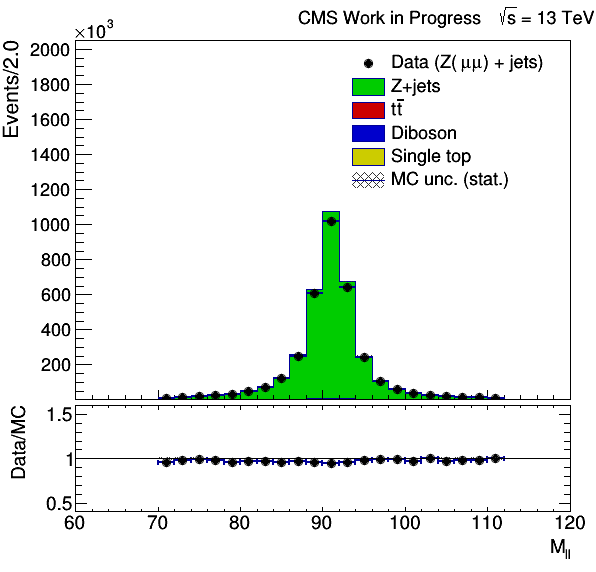 CMS Work in Progress √s = 13 TeV
×10³
Events/2.0
2000
1800
1600
1400
1200
1000
800
600
400
200
Data (Z(μμ) + jets)
Z+jets
tt̄
Diboson
Single top
MC unc. (stat.)
Data/MC
1.5
1
0.5
60 70 80 90 100 110 120
M_ll